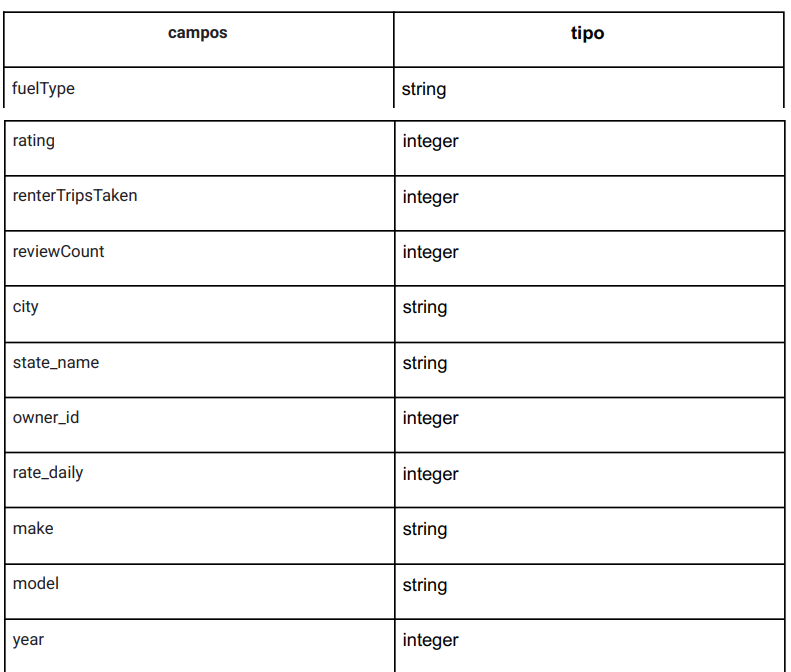 campos tipo
fuelType string
rating integer
renterTripsTaken integer
reviewCount integer
city string
state_name string
owner_id integer
rate_daily integer
make string
model string
year integer